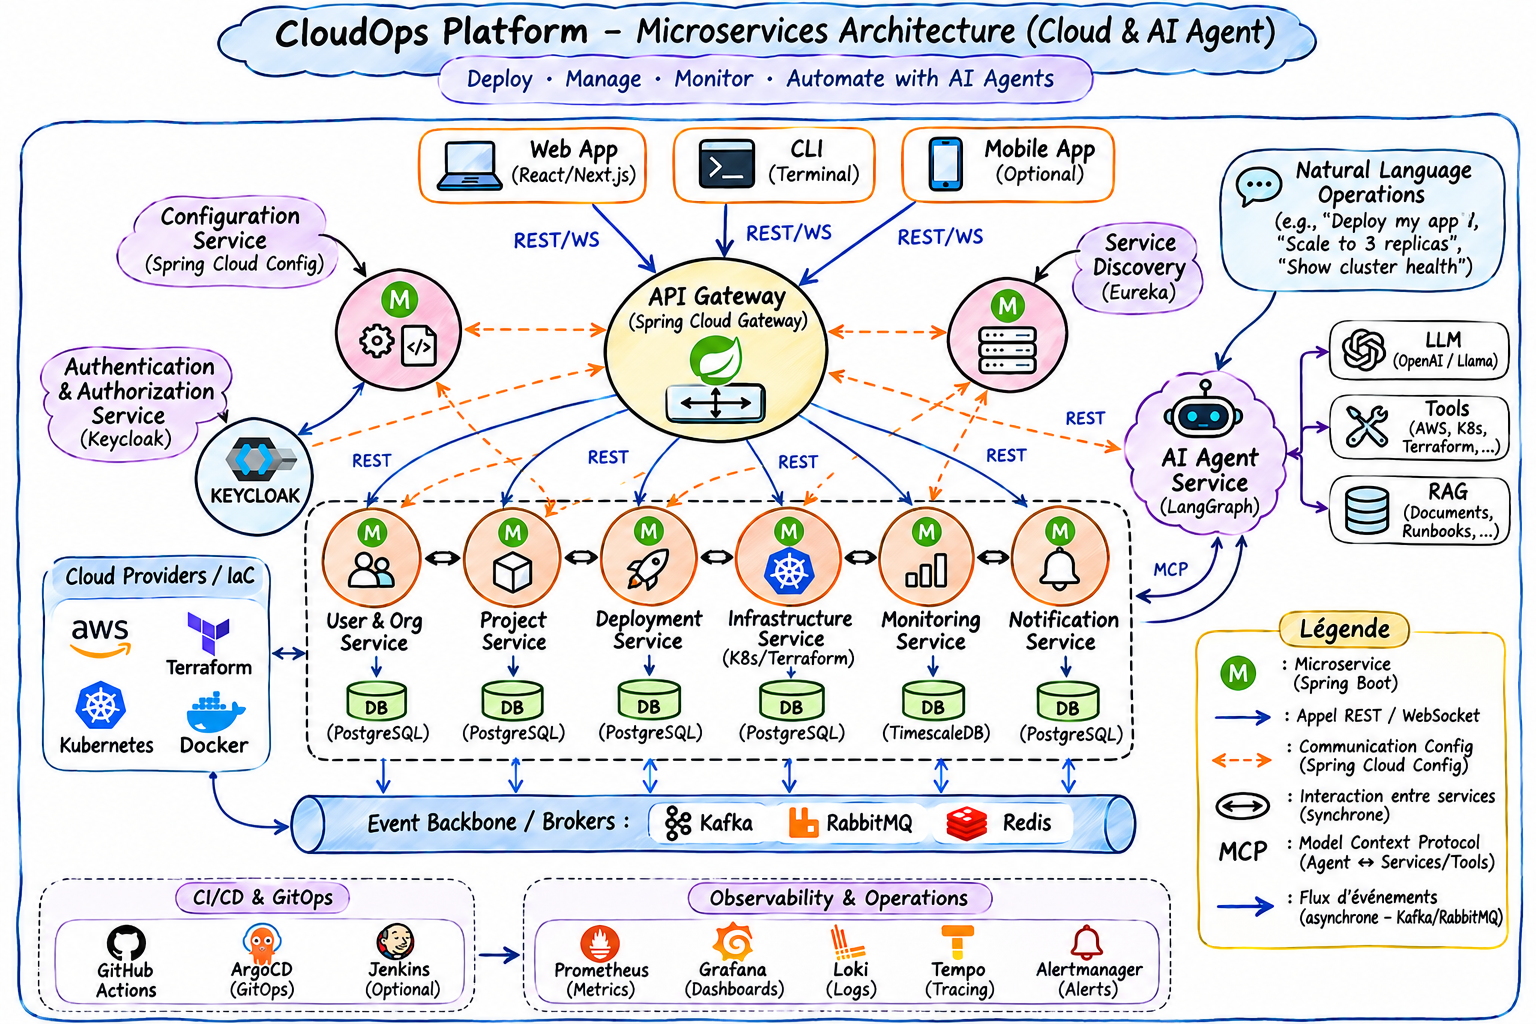 CloudOps Platform – Microservices Architecture (Cloud & AI Agent)
Deploy · Manage · Monitor · Automate with AI Agents
Web App
(React/Next.js)
CLI
(Terminal)
Mobile App
(Optional)
Natural Language
Operations
(e.g., "Deploy my app",
"Scale to 3 replicas",
"Show cluster health")
Configuration
Service
(Spring Cloud Config)
REST/WS
REST/WS
REST/WS
Service
Discovery
(Eureka)
M
API Gateway
(Spring Cloud Gateway)
M
Authentication
& Authorization
Service
(Keycloak)
KEYCLOAK
LLM
(OpenAI / Llama)
Tools
(AWS, K8s,
Terraform,...)
RAG
(Documents,
Runbooks,...)
AI Agent
Service
(LangGraph)
REST
REST
REST
REST
REST
MCP
M
M
M
M
M
M
User & Org
Service
Project
Service
Deployment
Service
Infrastructure
Service
(K8s/Terraform)
Monitoring
Service
Notification
Service
DB
(PostgreSQL)
DB
(PostgreSQL)
DB
(PostgreSQL)
DB
(PostgreSQL)
DB
(TimescaleDB)
DB
(PostgreSQL)
Cloud Providers / IaC
aws
Terraform
Kubernetes
Docker
Event Backbone / Brokers :
Kafka
RabbitMQ
Redis
Légende
M
: Microservice
(Spring Boot)
: Appel REST / WebSocket
: Communication Config
(Spring Cloud Config)
: Interaction entre services
(Synchrone)
MCP
: Model Context Protocol
(Agent ↔ Services/Tools)
: Flux d'événements
(asynchrone – Kafka/RabbitMQ)
CI/CD & GitOps
GitHub
Actions
ArgoCD
(GitOps)
Jenkins
(Optional)
Observability & Operations
Prometheus
(Metrics)
Grafana
(Dashboards)
Loki
(Logs)
Tempo
(Tracing)
Alertmanager
(Alerts)